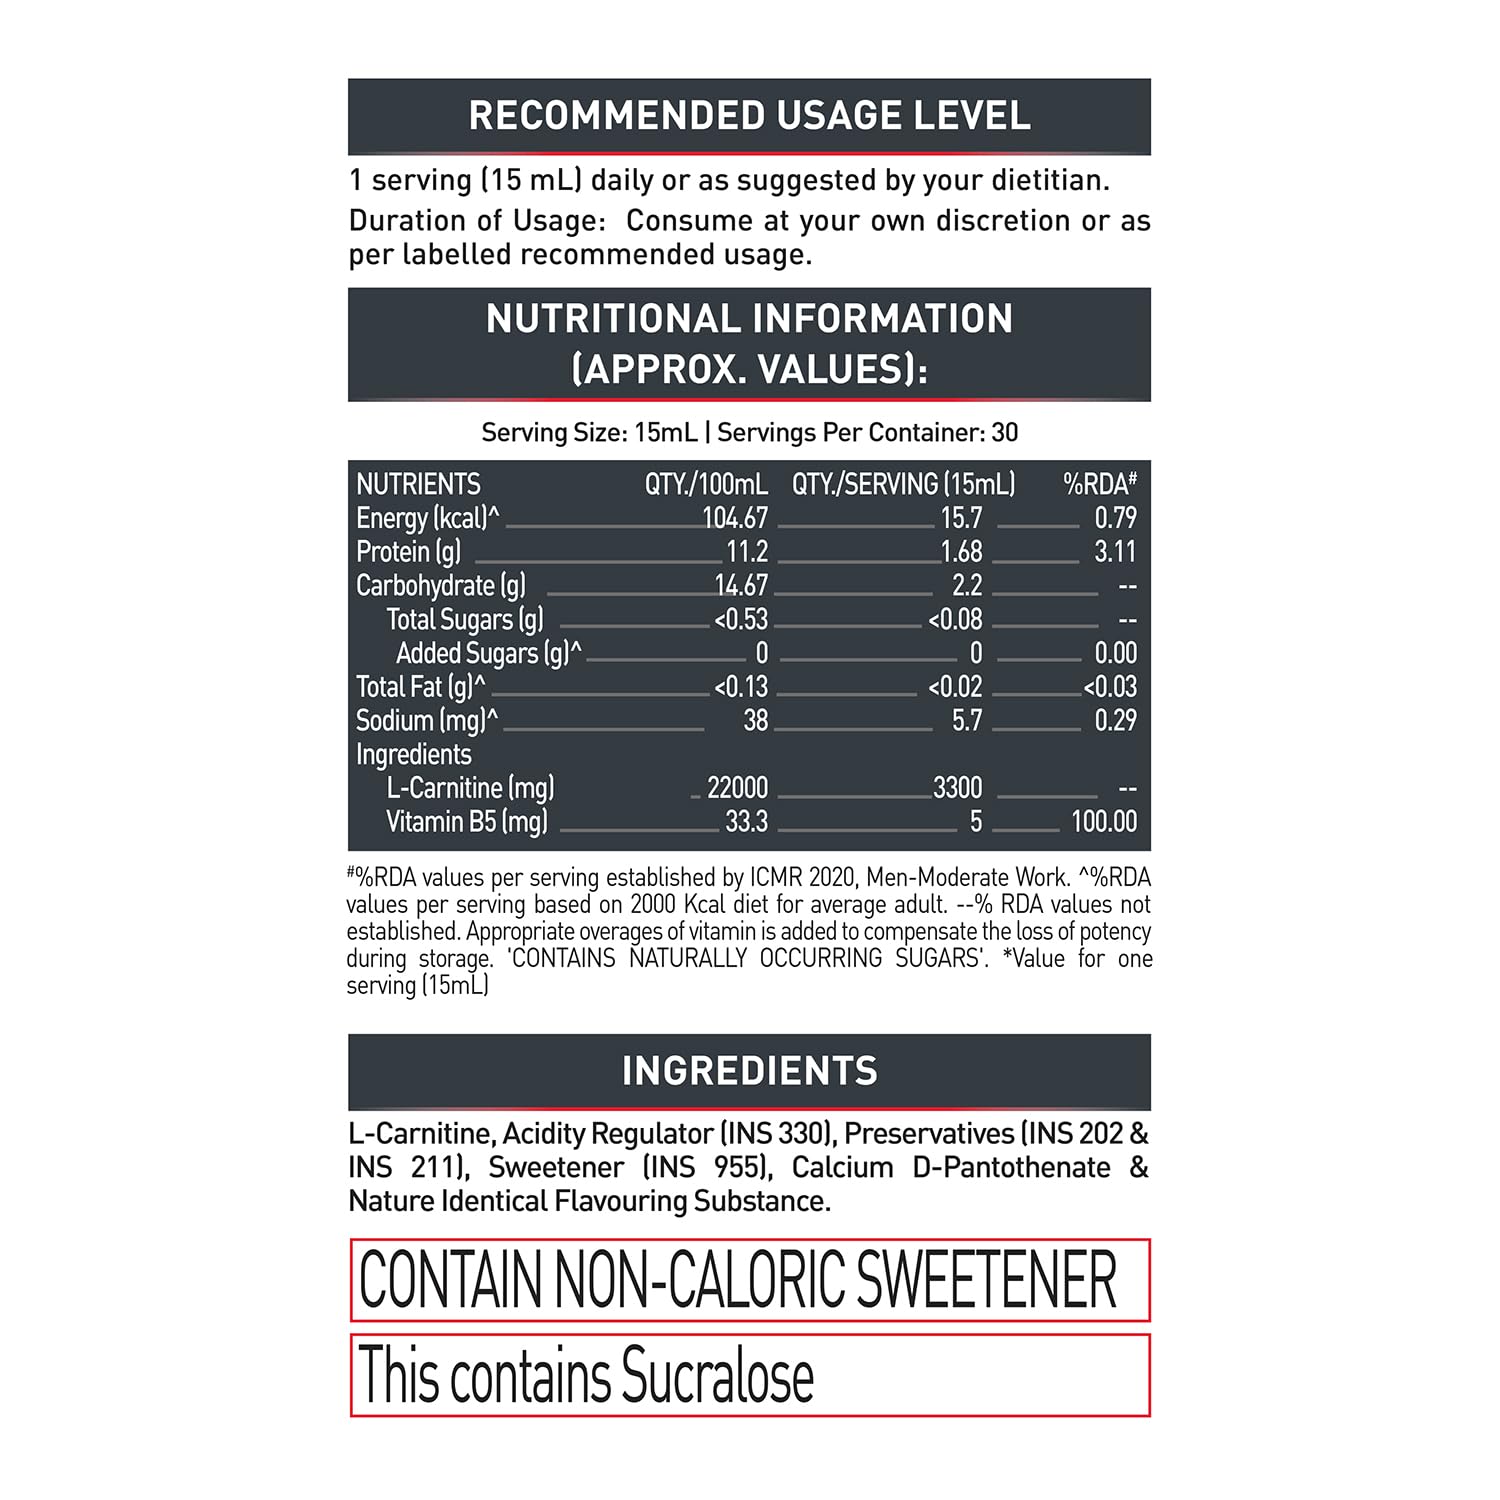 RECOMMENDED USAGE LEVEL
1 serving (15 mL) daily or as suggested by your dietitian.
Duration of Usage: Consume at your own discretion or as
per labelled recommended usage.
NUTRITIONAL INFORMATION
(APPROX. VALUES):
Serving Size: 15mL | Servings Per Container: 30
NUTRIENTS QTY./100mL QTY./SERVING (15mL) %RDA#
Energy (kcal)^ 104.67 15.7 0.79
Protein (g) 11.2 1.68 3.11
Carbohydrate (g) 14.67 2.2 --
Total Sugars (g) <0.53 <0.08 --
Added Sugars (g)^ 0 0 0.00
Total Fat (g)^ <0.13 <0.02 <0.03
Sodium (mg)^ 38 5.7 0.29
Ingredients
L-Carnitine (mg) 22000 3300 --
Vitamin B5 (mg) 33.3 5 100.00
#%RDA values per serving established by ICMR 2020, Men-Moderate Work. ^%RDA
values per serving based on 2000 Kcal diet for average adult. --% RDA values not
established. Appropriate overages of vitamin is added to compensate the loss of potency
during storage. 'CONTAINS NATURALLY OCCURRING SUGARS'. *Value for one
serving (15mL)
INGREDIENTS
L-Carnitine, Acidity Regulator (INS 330), Preservatives (INS 202 &
INS 211), Sweetener (INS 955), Calcium D-Pantothenate &
Nature Identical Flavouring Substance.
CONTAIN NON-CALORIC SWEETENER
This contains Sucralose